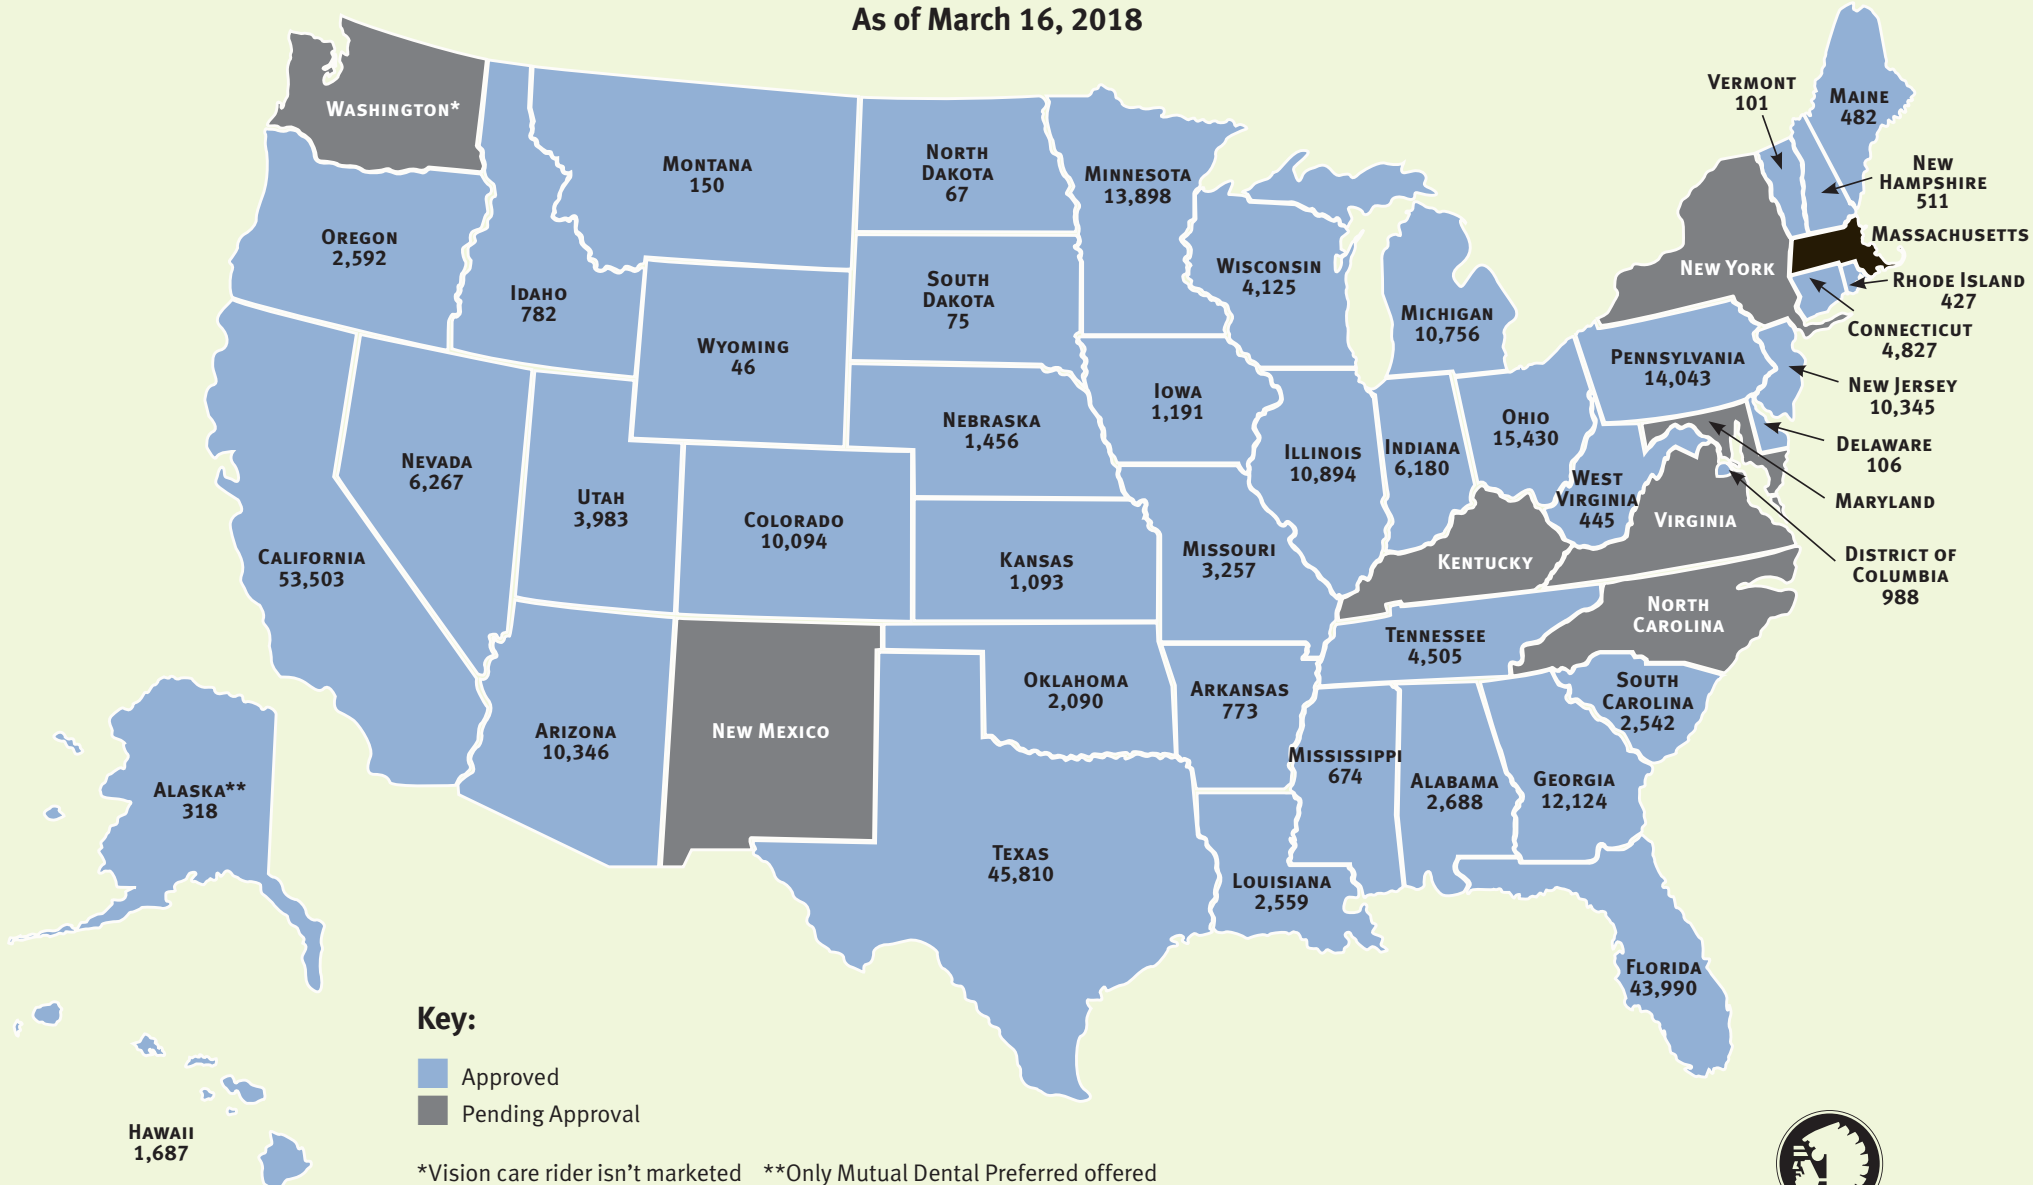 As of March 16, 2018
Washington*
Oregon
2,592
Idaho
782
Montana
150
North
Dakota
67
Minnesota
13,898
Wisconsin
4,125
Michigan
10,756
Vermont
101
Maine
482
New
Hampshire
511
Massachusetts
New York
Rhode Island
427
Connecticut
4,827
South
Dakota
75
Wyoming
46
Pennsylvania
14,043
New Jersey
10,345
Iowa
1,191
Nebraska
1,456
Illinois
10,894
Indiana
6,180
Ohio
15,430
Delaware
106
West
Virginia
445
Maryland
Virginia
District of
Columbia
988
Nevada
6,267
Utah
3,983
Colorado
10,094
California
53,503
Kansas
1,093
Missouri
3,257
Kentucky
North
Carolina
Tennessee
4,505
South
Carolina
2,542
Arizona
10,346
New Mexico
Oklahoma
2,090
Arkansas
773
Mississippi
674
Alabama
2,688
Georgia
12,124
Alaska**
318
Texas
45,810
Louisiana
2,559
Florida
43,990
Hawaii
1,687
Key:
Approved
Pending Approval
*Vision care rider isn't marketed **Only Mutual Dental Preferred offered